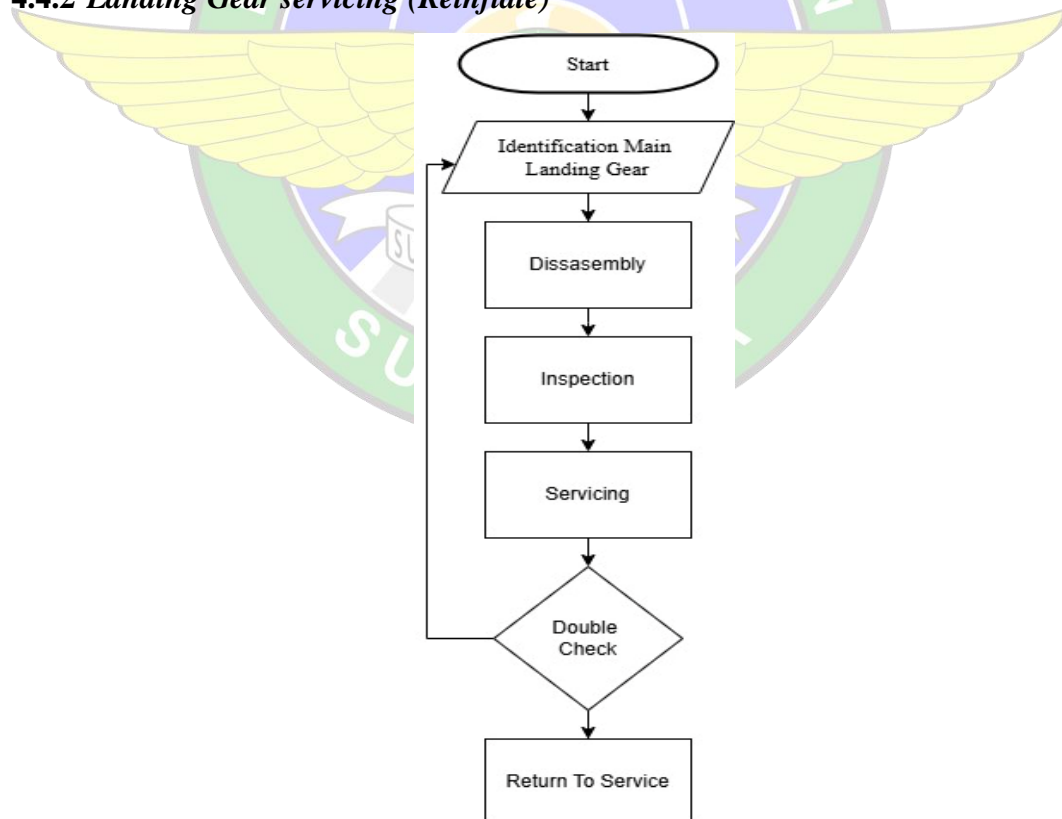 4.4.2 Landing Gear servicing (Reinflate)
Start
Identification Main
Landing Gear
Dissasembly
Inspection
Servicing
Double
Check
Return To Service